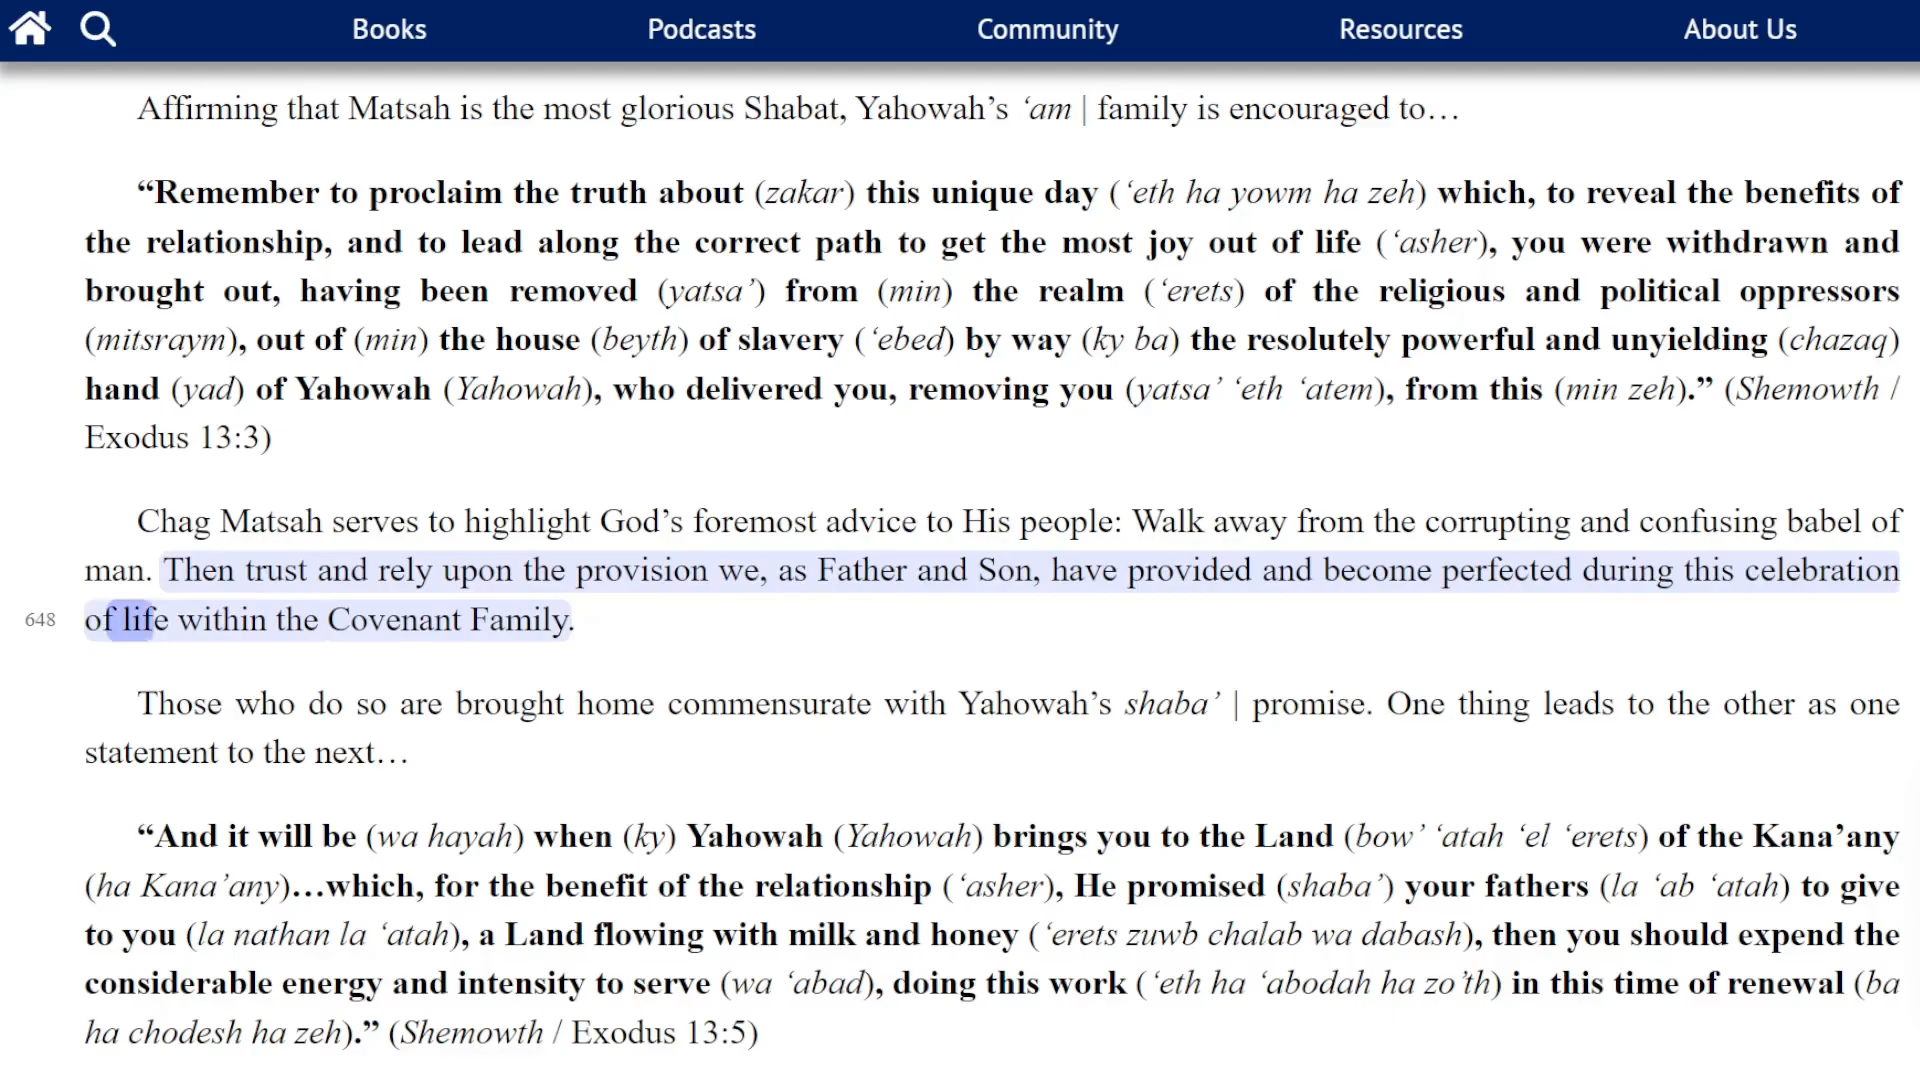 Books Podcasts Community Resources About Us
Affirming that Matsah is the most glorious Shabat, Yahowah’s ‘am | family is encouraged to…
“Remember to proclaim the truth about (zakar) this unique day (‘eth ha yowm ha zeh) which, to reveal the benefits of
the relationship, and to lead along the correct path to get the most joy out of life (‘asher), you were withdrawn and
brought out, having been removed (yatsa’) from (min) the realm (‘erets) of the religious and political oppressors
(mitsraym), out of (min) the house (beyth) of slavery (‘ebed) by way (ky ba) the resolutely powerful and unyielding (chazaq)
hand (yad) of Yahowah (Yahowah), who delivered you, removing you (yatsa’ ‘eth ‘atem), from this (min zeh).” (Shemowth /
Exodus 13:3)
Chag Matsah serves to highlight God’s foremost advice to His people: Walk away from the corrupting and confusing babel of
man. Then trust and rely upon the provision we, as Father and Son, have provided and become perfected during this celebration
648 of life within the Covenant Family.
Those who do so are brought home commensurate with Yahowah’s shaba’ | promise. One thing leads to the other as one
statement to the next…
“And it will be (wa hayah) when (ky) Yahowah (Yahowah) brings you to the Land (bow’ ‘atah ‘el ‘erets) of the Kana’any
(ha Kana’any)…which, for the benefit of the relationship (‘asher), He promised (shaba’) your fathers (la ‘ab ‘atah) to give
to you (la nathan la ‘atah), a Land flowing with milk and honey (‘erets zuwb chalab wa dabash), then you should expend the
considerable energy and intensity to serve (wa ‘abad), doing this work (‘eth ha ‘abodah ha zo’th) in this time of renewal (ba
ha chodesh ha zeh).” (Shemowth / Exodus 13:5)